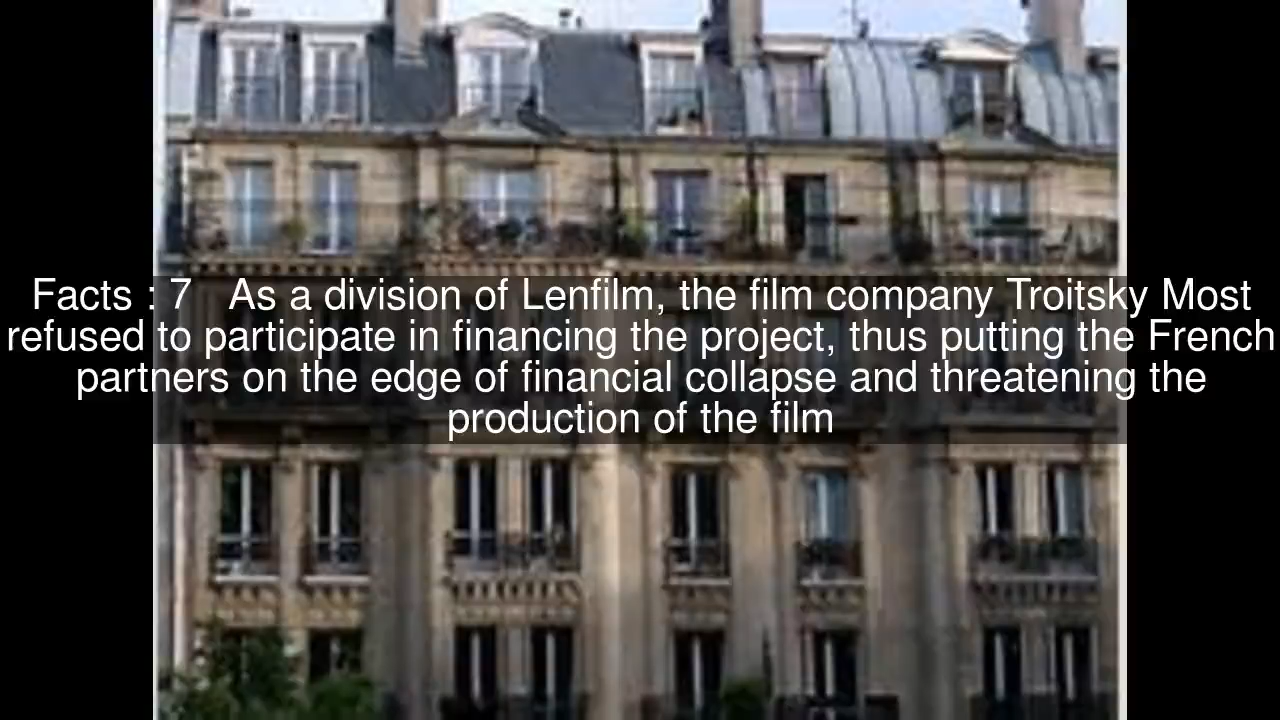 Facts : 7 As a division of Lenfilm, the film company Troitsky Most
refused to participate in financing the project, thus putting the French
partners on the edge of financial collapse and threatening the
production of the film